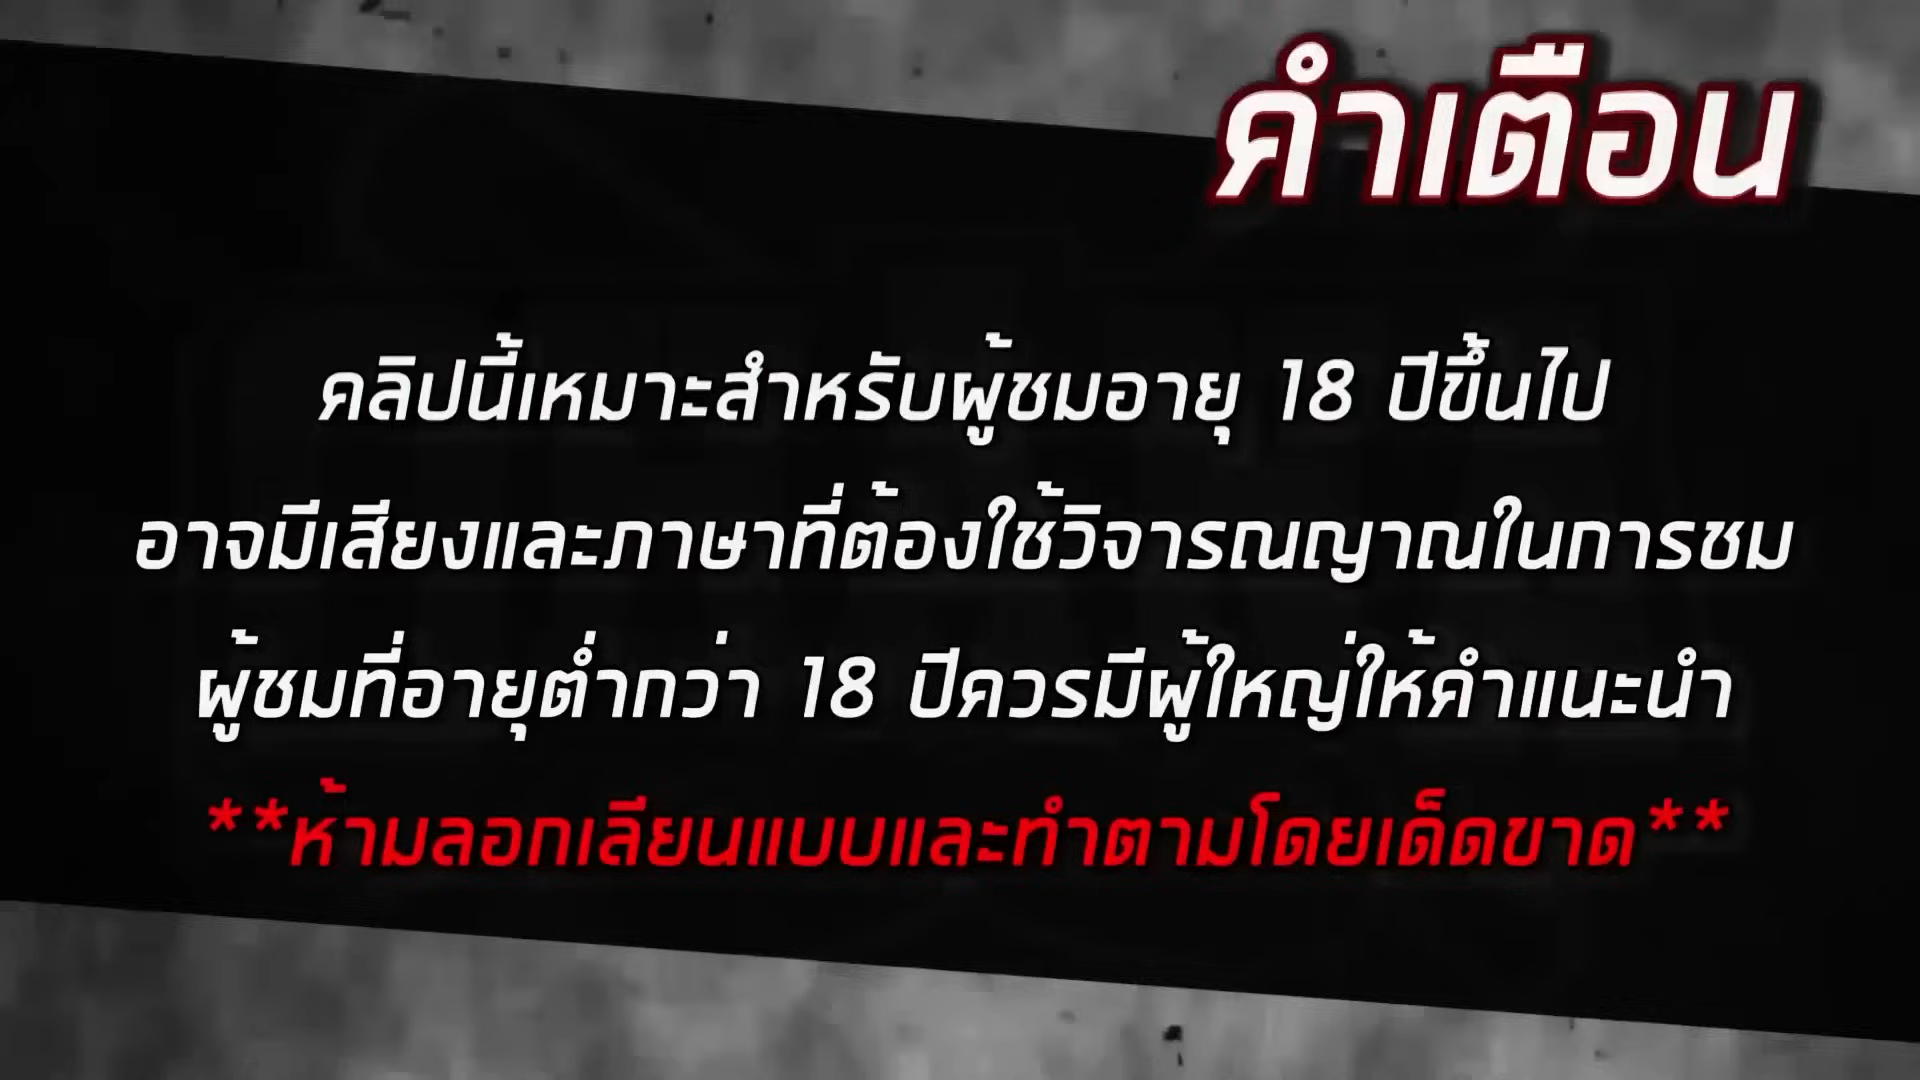 คำเตือน
คลิปนี้เหมาะสำหรับผู้ชมอายุ 18 ปีขึ้นไป
อาจมีเสียงและภาษาที่ต้องใช้วิจารณญาณในการชม
ผู้ชมที่อายุต่ำกว่า 18 ปีควรมีผู้ใหญ่ให้คำแนะนำ
**ห้ามลอกเลียนแบบและทำตามโดยเด็ดขาด**